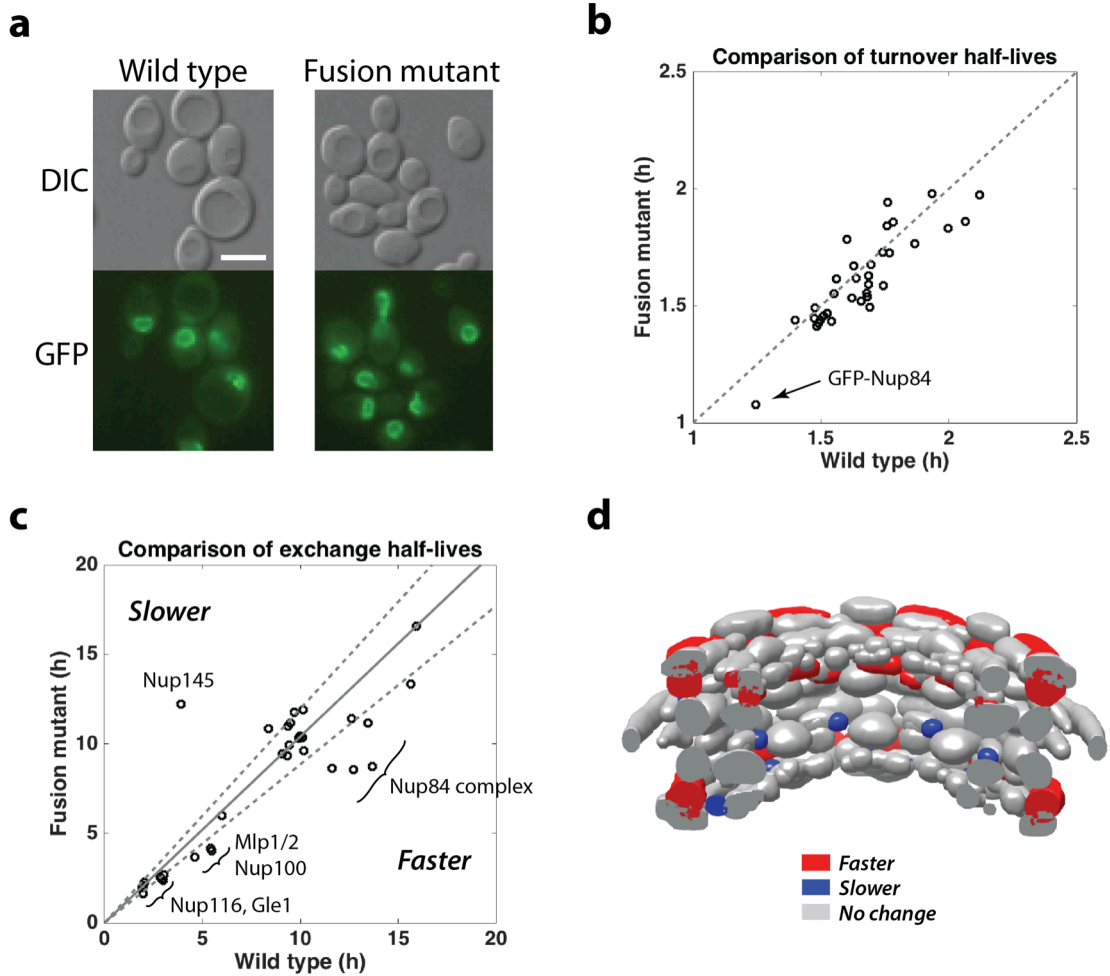 a
Wild type
Fusion mutant
DIC
GFP
b
Comparison of turnover half-lives
2.5
2
1.5
1
Fusion mutant (h)
GFP-Nup84
1
1.5
2
2.5
Wild type (h)
c
Comparison of exchange half-lives
20
15
10
5
0
Fusion mutant (h)
Slower
Nup145
Nup84 complex
Mlp1/2
Nup100
Faster
Nup116, Gle1
0
5
10
15
20
Wild type (h)
d
Faster
Slower
No change